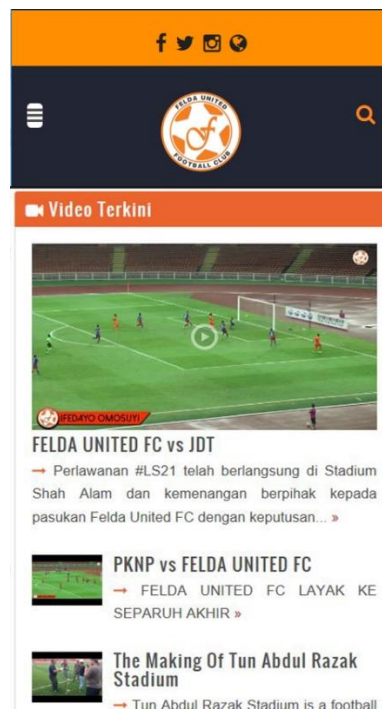 FELDA UNITED
FOOTBALL CLUB
Video Terkini
IFEDAYO OMOSUYI
FELDA UNITED FC vs JDT
→ Perlawanan #LS21 telah berlangsung di Stadium
Shah Alam dan kemenangan berpihak kepada
pasukan Felda United FC dengan keputusan... »
PKNP vs FELDA UNITED FC
→ FELDA UNITED FC LAYAK KE
SEPARUH AKHIR »
The Making Of Tun Abdul Razak
Stadium
→ Tun Abdul Razak Stadium is a football